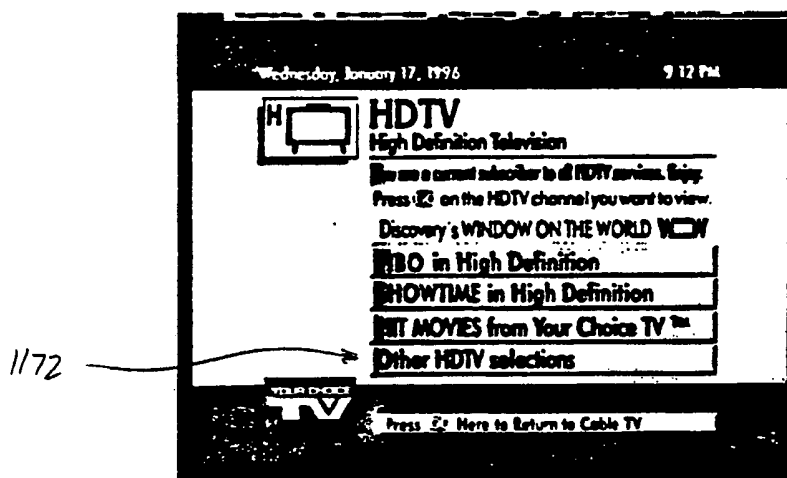 Wednesday, January 17, 1996 9 12 PM
H
HDTV
High Definition Television
You are a current subscriber to all HDTV services. Enjoy.
Press on the HDTV channel you want to view.
Discovery's WINDOW ON THE WORLD WOW
HBO in High Definition
SHOWTIME in High Definition
HIT MOVIES from Your Choice TV ™
Other HDTV selections
1172
TV
Press Here to Return to Cable TV